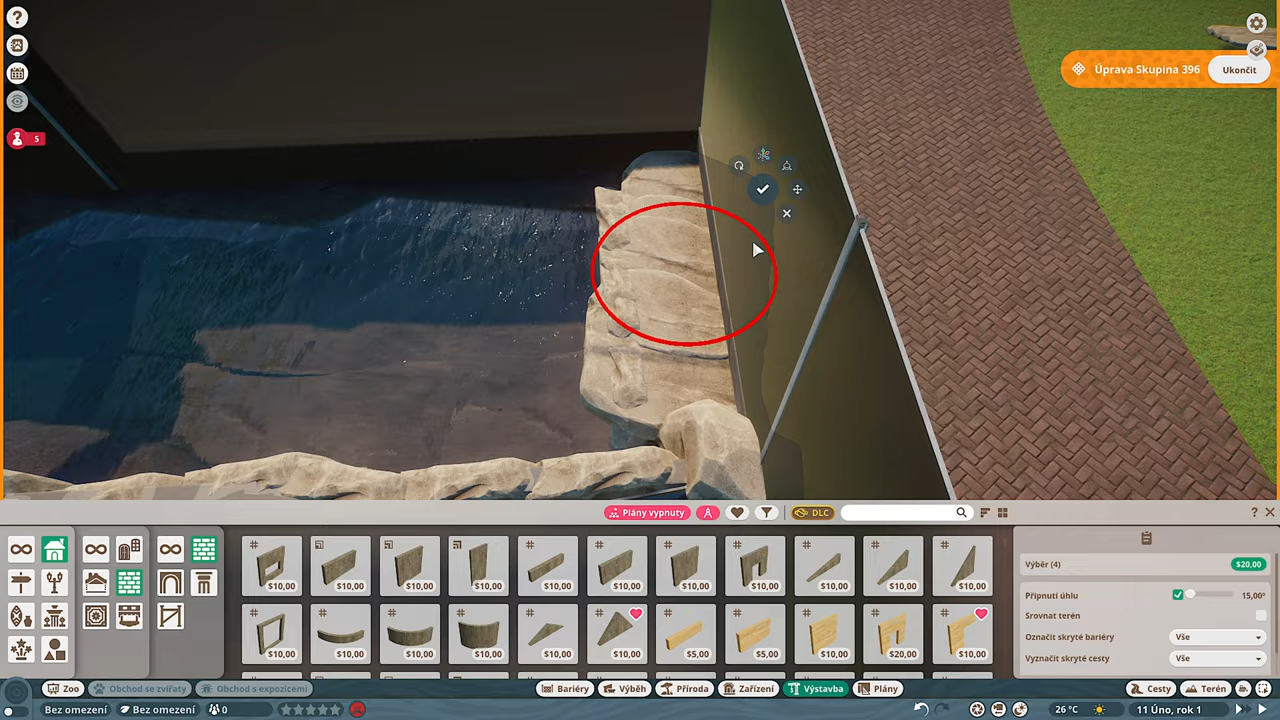 ?
Úprava Skupina 396
Ukončit
5
Plány vypnuty
DLC
?
$10,00 $10,00 $10,00 $10,00 $10,00 $10,00 $10,00 $10,00 $10,00 $10,00 $10,00
$10,00 $10,00 $10,00 $10,00 $10,00 $10,00 $5,00 $5,00 $10,00 $20,00 $10,00
Výběr (4)
$20,00
Připnutí úhlu
15,00°
Srovnat terén
Označit skryté bariéry
Vše
Vyznačit skryté cesty
Vše
Zoo
Obchod se zvířaty
Obchod s expozicemi
Bariéry
Výběh
Příroda
Zařízení
Výstavba
Plány
Cesty
Terén
Bez omezení
Bez omezení
0
26 °C
11 Úno, rok 1